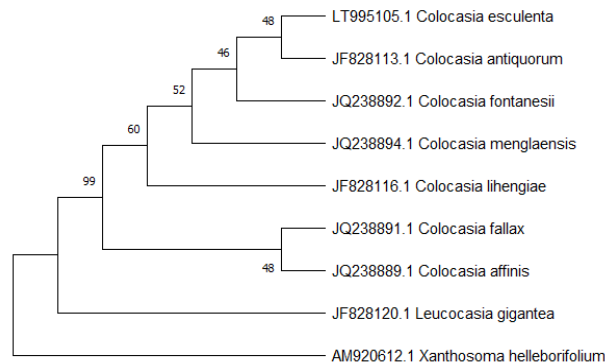 48 LT995105.1 Colocasia esculenta
46 JF828113.1 Colocasia antiquorum
52 JQ238892.1 Colocasia fontanesii
60 JQ238894.1 Colocasia menglaensis
99 JF828116.1 Colocasia lihengiae
JQ238891.1 Colocasia fallax
48 JQ238889.1 Colocasia affinis
JF828120.1 Leucocasia gigantea
AM920612.1 Xanthosoma helleborifolium